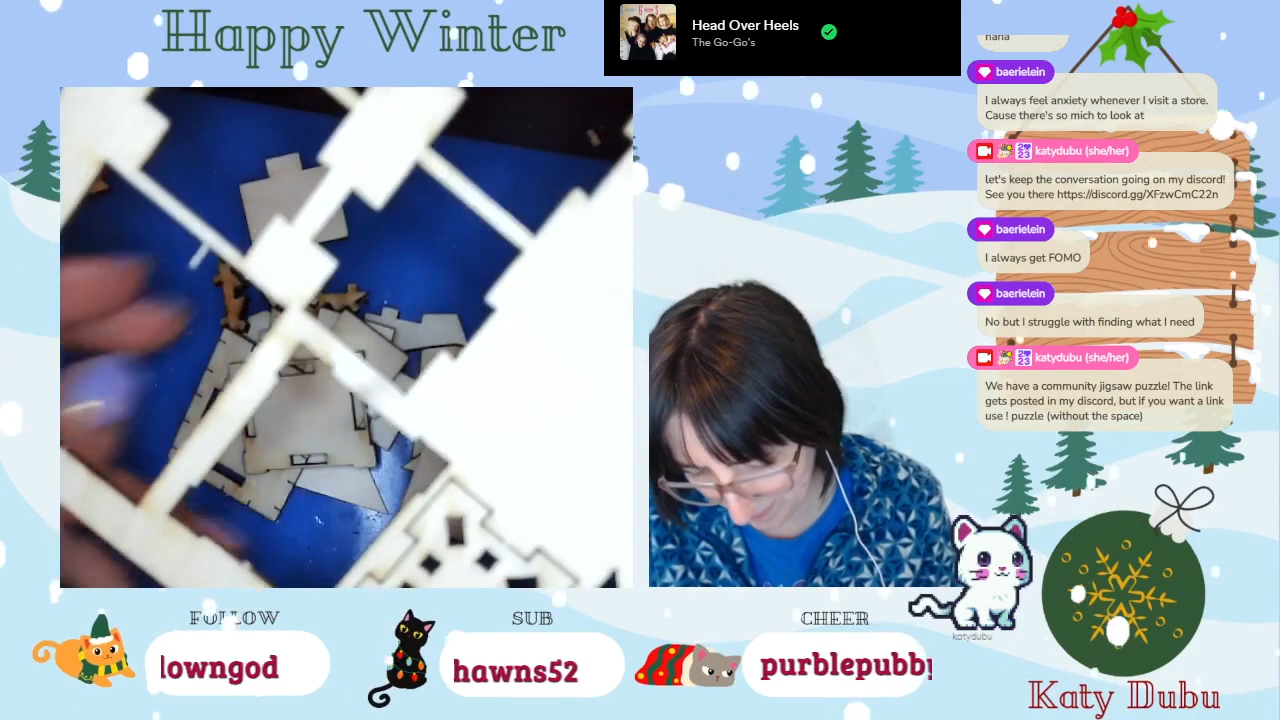 Happy Winter
Head Over Heels
The Go-Go's
baerielein
I always feel anxiety whenever I visit a store.
Cause there's so mich to look at
katydubu (she/her)
let's keep the conversation going on my discord!
See you there https://discord.gg/XFzwCmC22n
baerielein
I always get FOMO
baerielein
No but I struggle with finding what I need
katydubu (she/her)
We have a community jigsaw puzzle! The link
gets posted in my discord, but if you want a link
use ! puzzle (without the space)
katydubu
FOLLOW
lowngod
SUB
hawns52
CHEER
purblepubby
Katy Dubu